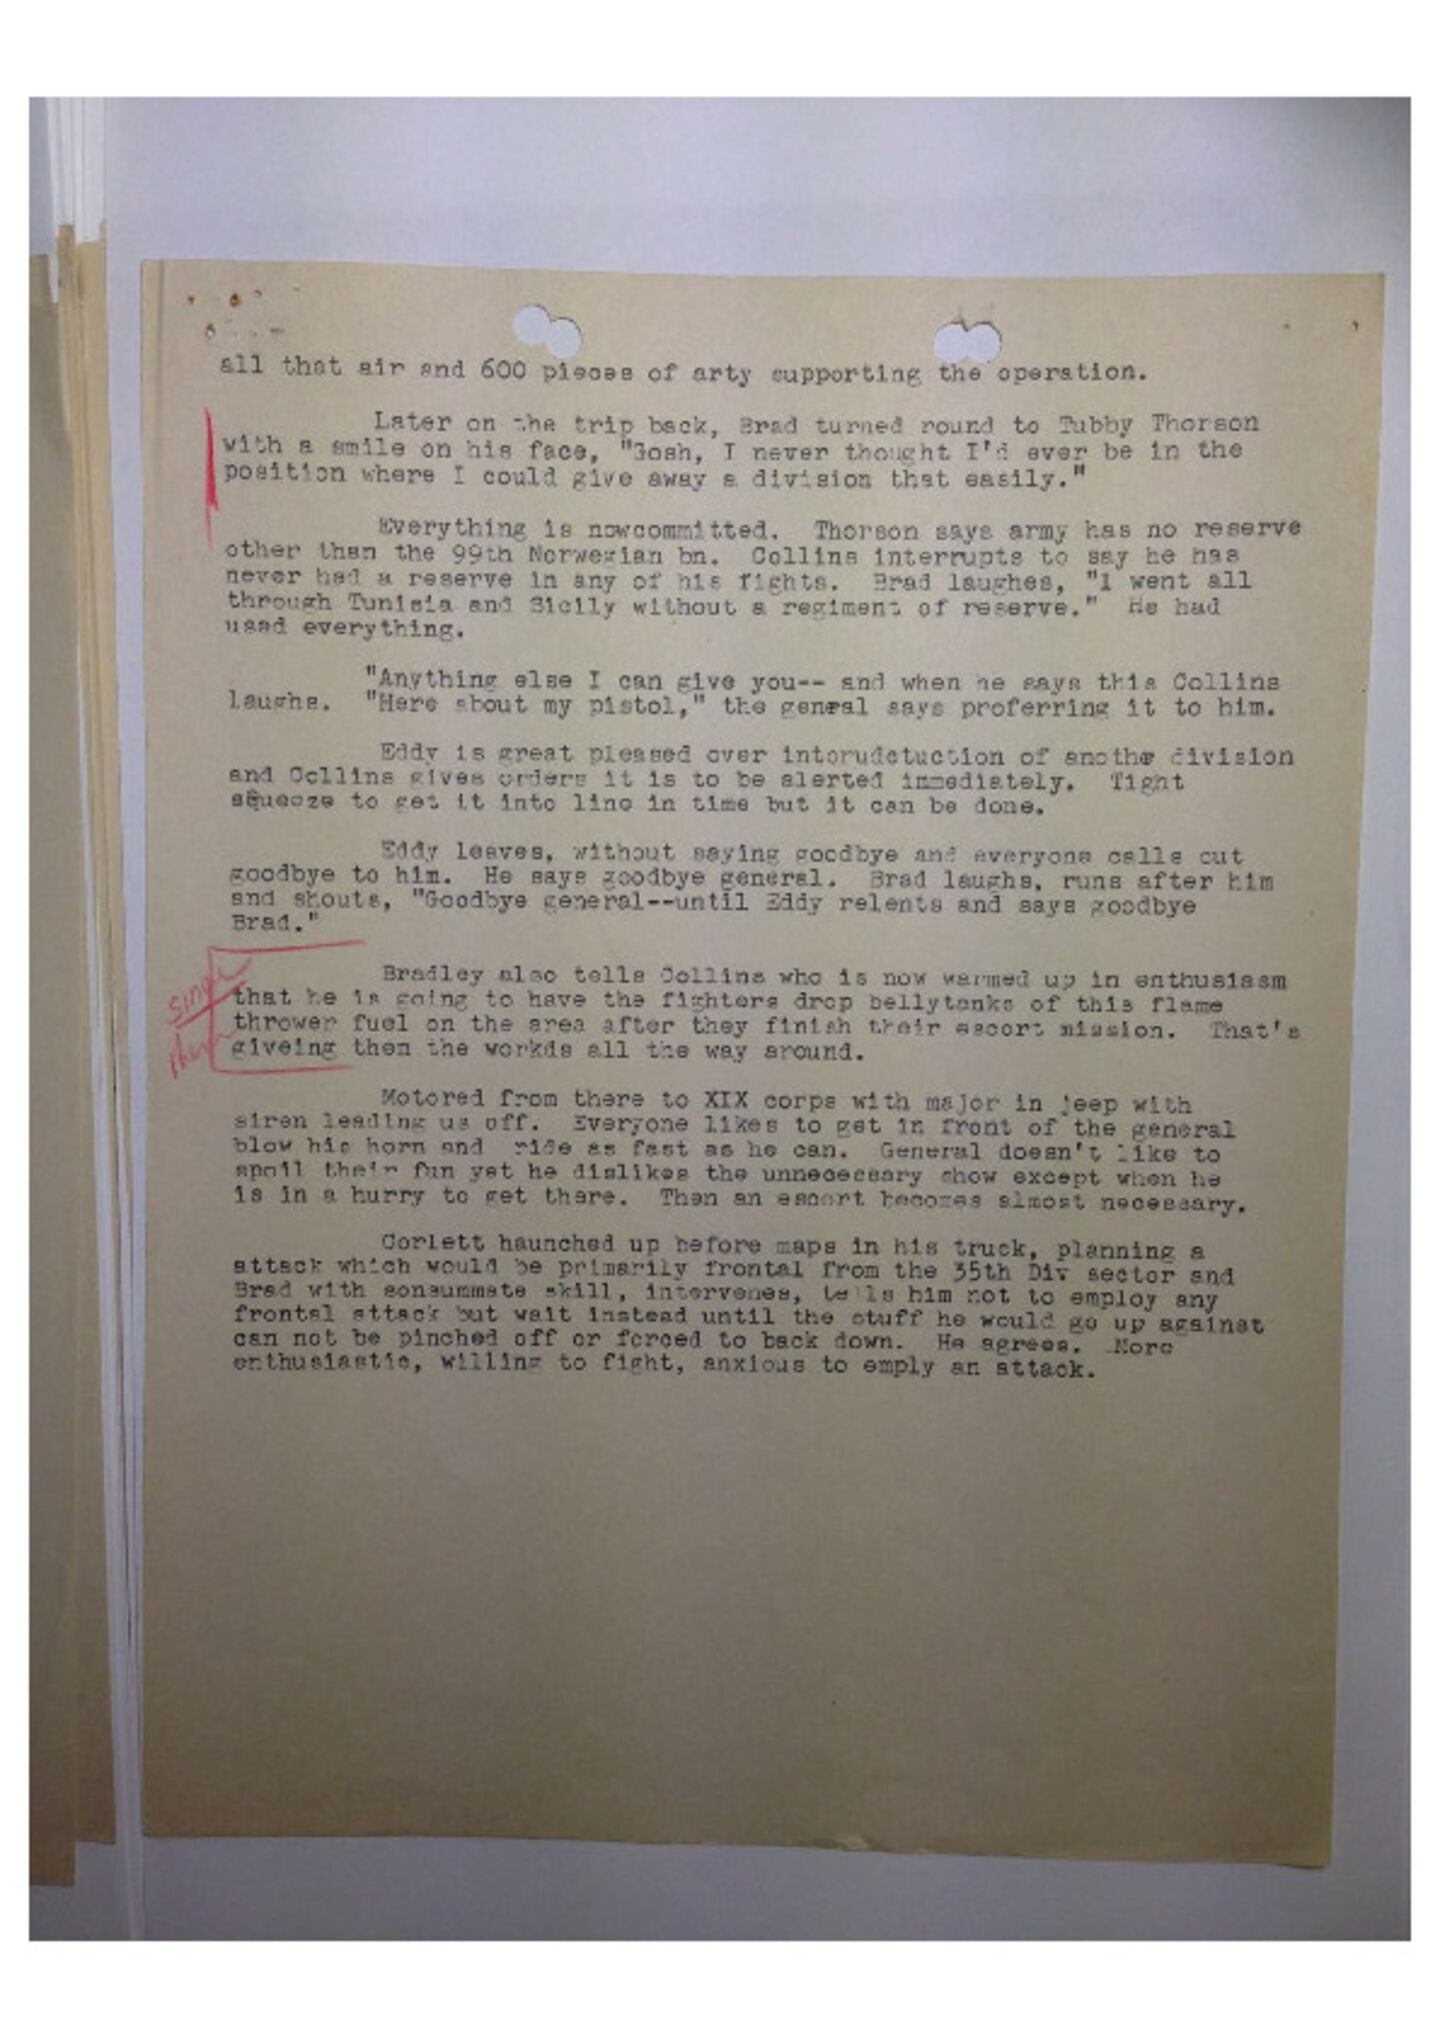 all that air and 600 pieces of arty supporting the operation.
Later on the trip back, Brad turned round to Tubby Thorson
with a smile on his face, "Gosh, I never thought I'd ever be in the
position where I could give away a division that easily."
Everything is nowcommitted. Thorson says army has no reserve
other than the 99th Norwegian bn. Collins interrupts to say he has
never had a reserve in any of his fights. Brad laughes, "I went all
through Tunisia and Sicily without a regiment of reserve." He had
used everything.
"Anything else I can give you-- and when he says this Collins
laughs. "Here about my pistol," the genral says proferring it to him.
Eddy is great pleased over intorudctuction of anothr division
and Collins gives orders it is to be alerted immediately. Tight
squeeze to get it into line in time but it can be done.
Eddy leaves, without saying goodbye and everyone calls out
goodbye to him. He says goodbye general. Brad laughs, runs after him
and shouts, "Goodbye general--until Eddy relents and says goodbye
Brad."
Bradley also tells Collins who is now warmed up in enthusiasm
that he is going to have the fighters drop bellytanks of this flame
thrower fuel on the area after they finish their escort mission. That's
giveing then the workds all the way around.
Motored from there to XIX corps with major in jeep with
siren leading us off. Everyone likes to get in front of the general
blow his horn and ride as fast as he can. General doesn't like to
spoil their fun yet he dislikes the unnecessary show except when he
is in a hurry to get there. Then an escort becomes almost necessary.
Corlett haunched up before maps in his truck, planning a
attack which would be primarily frontal from the 35th Div sector and
Brad with consummate skill, intervenes, tells him not to employ any
frontal attack but wait instead until the stuff he would go up against
can not be pinched off or forced to back down. He agrees. More
enthusiastic, willing to fight, anxious to emply an attack.